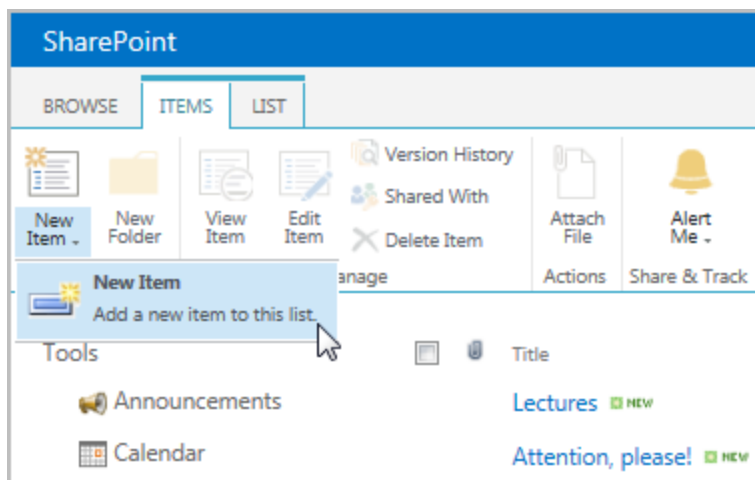 SharePoint
BROWSE ITEMS LIST
New Item
New Folder
View Item
Edit Item
Version History
Shared With
Delete Item
Attach File
Alert Me
anage
Actions
Share & Track
New Item
Add a new item to this list.
Tools
Title
Announcements
Lectures NEW
Calendar
Attention, please! NEW